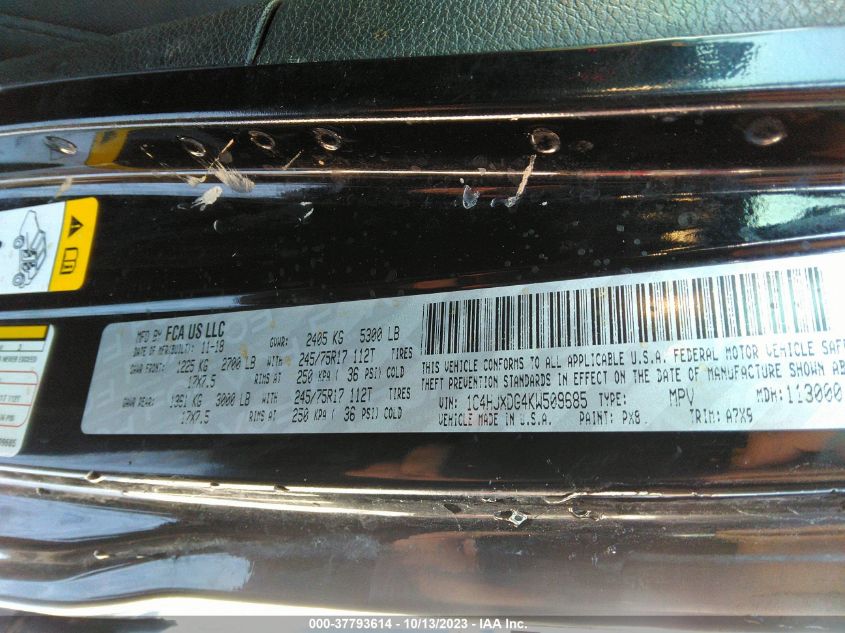 MFD BY FCA US LLC
DATE OF MFR(BUILT): 11-18 GVWR: 2405 KG 5300 LB
GAWR FRONT: 1225 KG 2700 LB WITH 245/75R17 112T TIRES
17X7.5 RIMS AT 250 KPA ( 36 PSI) COLD
GAWR REAR: 1361 KG 3000 LB WITH 245/75R17 112T TIRES
17X7.5 RIMS AT 250 KPA ( 36 PSI) COLD
THIS VEHICLE CONFORMS TO ALL APPLICABLE U.S.A. FEDERAL MOTOR VEHICLE SAFE
THEFT PREVENTION STANDARDS IN EFFECT ON THE DATE OF MANUFACTURE SHOWN AB
VIN: 1C4HJXDG4KW509685 TYPE: MPV MDH: 113000
VEHICLE MADE IN U.S.A. PAINT: PX8 TRIM: A7X9
000-37793614 - 10/13/2023 - IAA Inc.